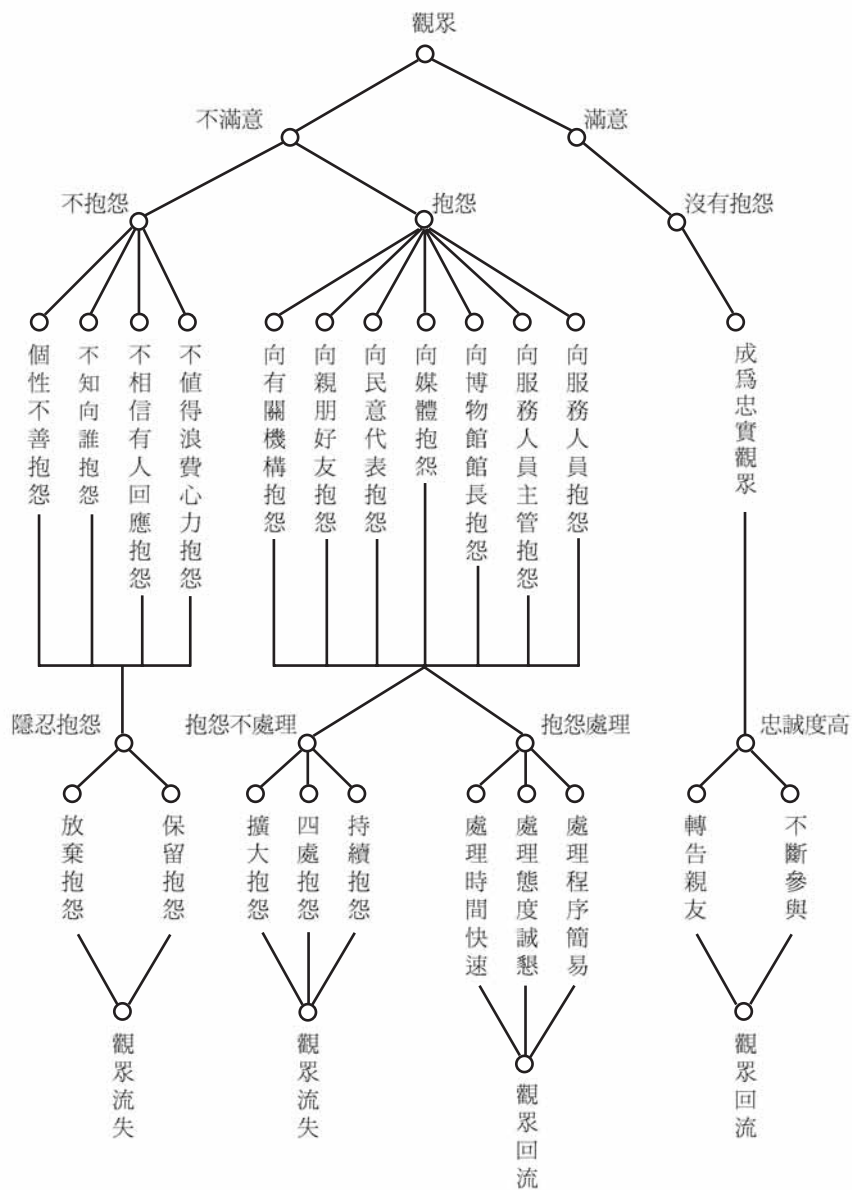 觀眾
不滿意
滿意
不抱怨
抱怨
沒有抱怨
個性不善抱怨
不知向誰抱怨
不相信有人回應抱怨
不值得浪費心力抱怨
向有關機構抱怨
向親朋好友抱怨
向民意代表抱怨
向媒體抱怨
向博物館館長抱怨
向服務人員主管抱怨
向服務人員抱怨
成爲忠實觀眾
隱忍抱怨
抱怨不處理
抱怨處理
忠誠度高
放棄抱怨
保留抱怨
擴大抱怨
四處抱怨
持續抱怨
處理時間快速
處理態度誠懇
處理程序簡易
轉告親友
不斷參與
觀眾流失
觀眾流失
觀眾回流
觀眾回流